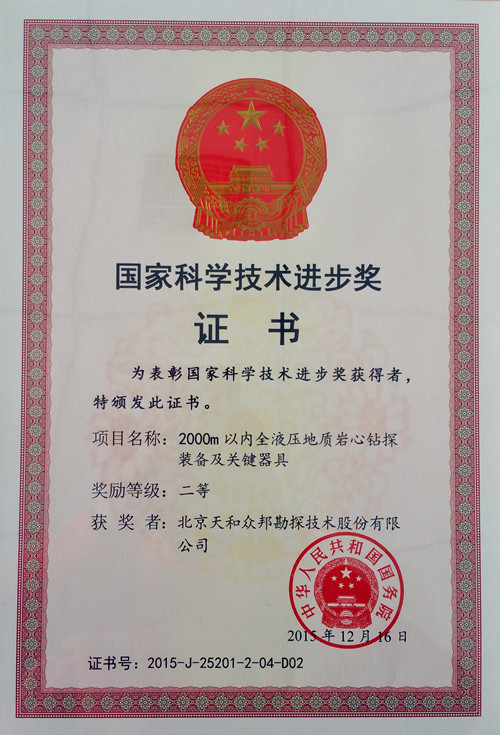 国家科学技术进步奖
证 书
为表彰国家科学技术进步奖获得者，
特颁发此证书。
项目名称：2000m 以内全液压地质岩心钻探
装备及关键器具
奖励等级：二等
获 奖 者：北京天和众邦勘探技术股份有限
公司
中华人民共和国国务院
2015 年 12 月 16 日
证书号：2015-J-25201-2-04-D02